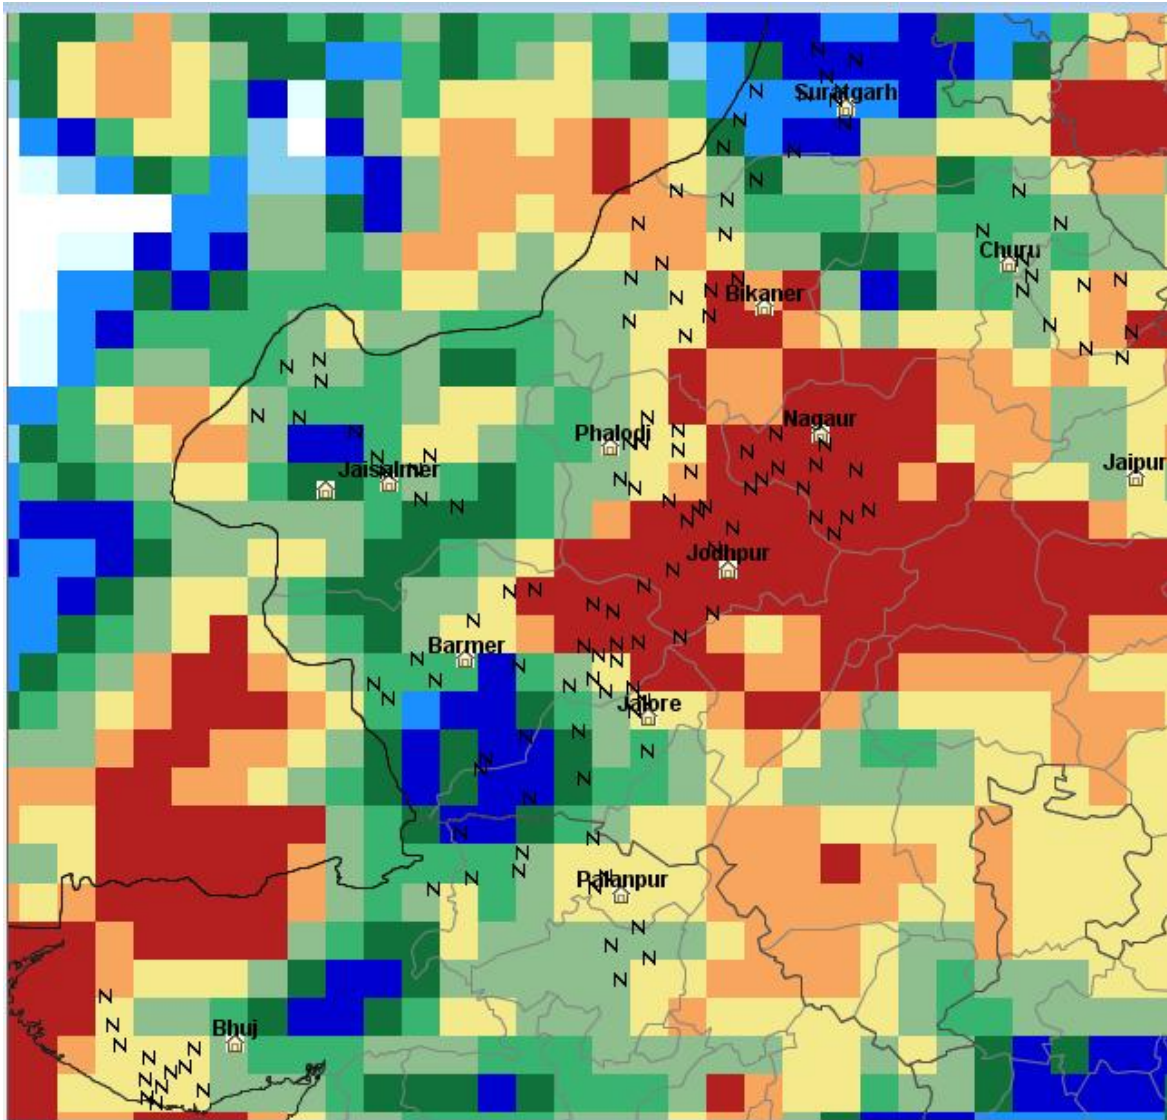 Suratgarh
Churu
Bikaner
Nagaur
Phalodi
Jaipur
Jaisalmer
Jodhpur
Barmer
Jalore
Palanpur
Bhuj
N
N
N
N
N
N
N
N
N
N